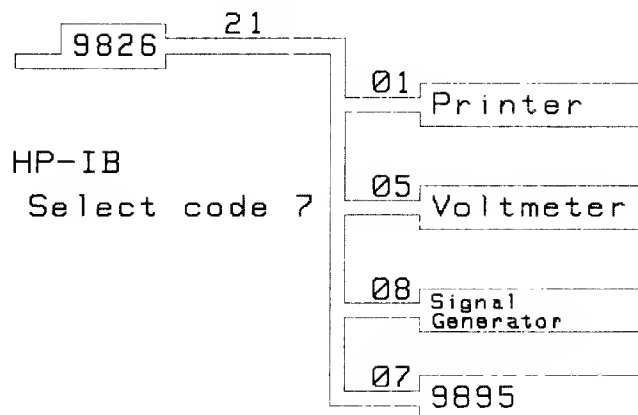 21
9826
01
Printer
HP-IB
Select code 7
05
Voltmeter
08
Signal
Generator
07
9895